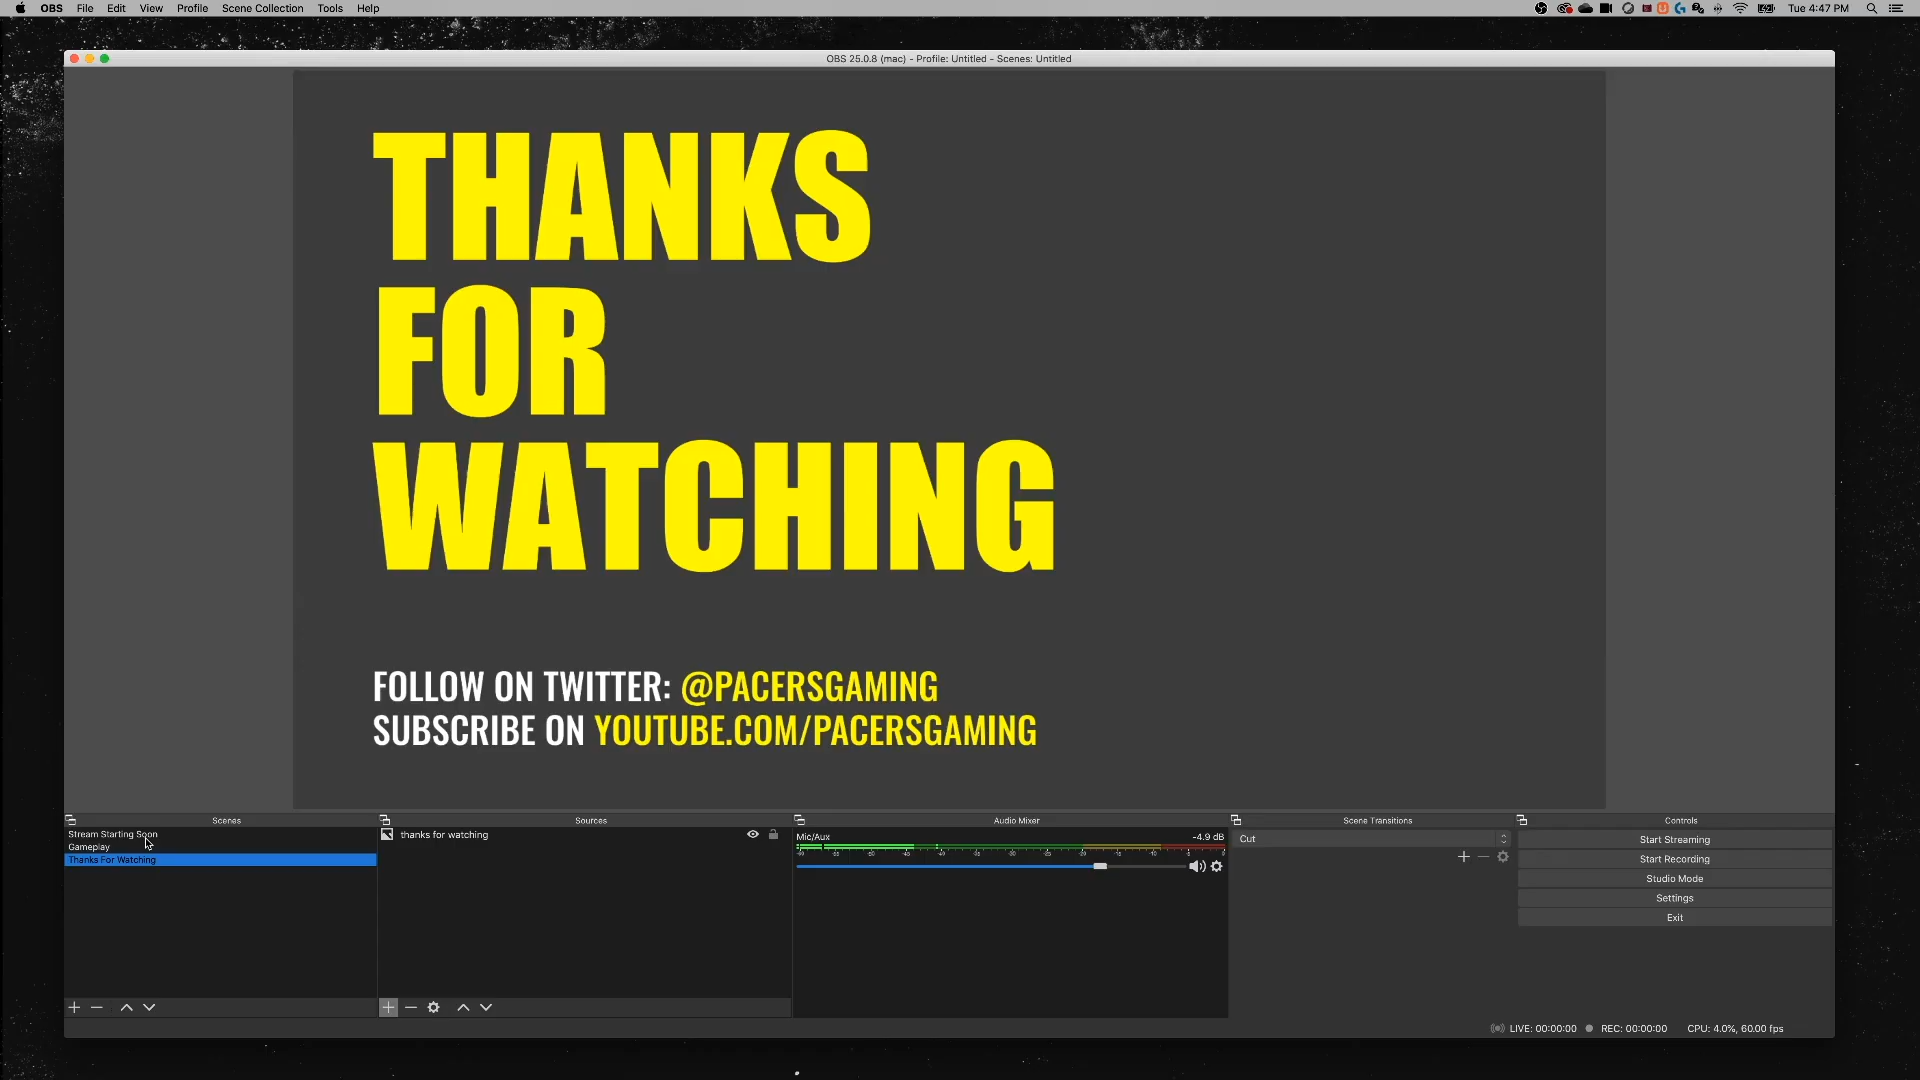 OBS File Edit View Profile Scene Collection Tools Help Tue 4:47 PM
OBS 25.0.8 (mac) - Profile: Untitled - Scenes: Untitled
THANKS
FOR
WATCHING
FOLLOW ON TWITTER: @PACERSGAMING
SUBSCRIBE ON YOUTUBE.COM/PACERSGAMING
Scenes
Stream Starting Soon
Gameplay
Thanks For Watching
Sources
thanks for watching
Audio Mixer
Mic/Aux -4.9 dB
Scene Transitions
Cut
Controls
Start Streaming
Start Recording
Studio Mode
Settings
Exit
LIVE: 00:00:00 REC: 00:00:00 CPU: 4.0%, 60.00 fps